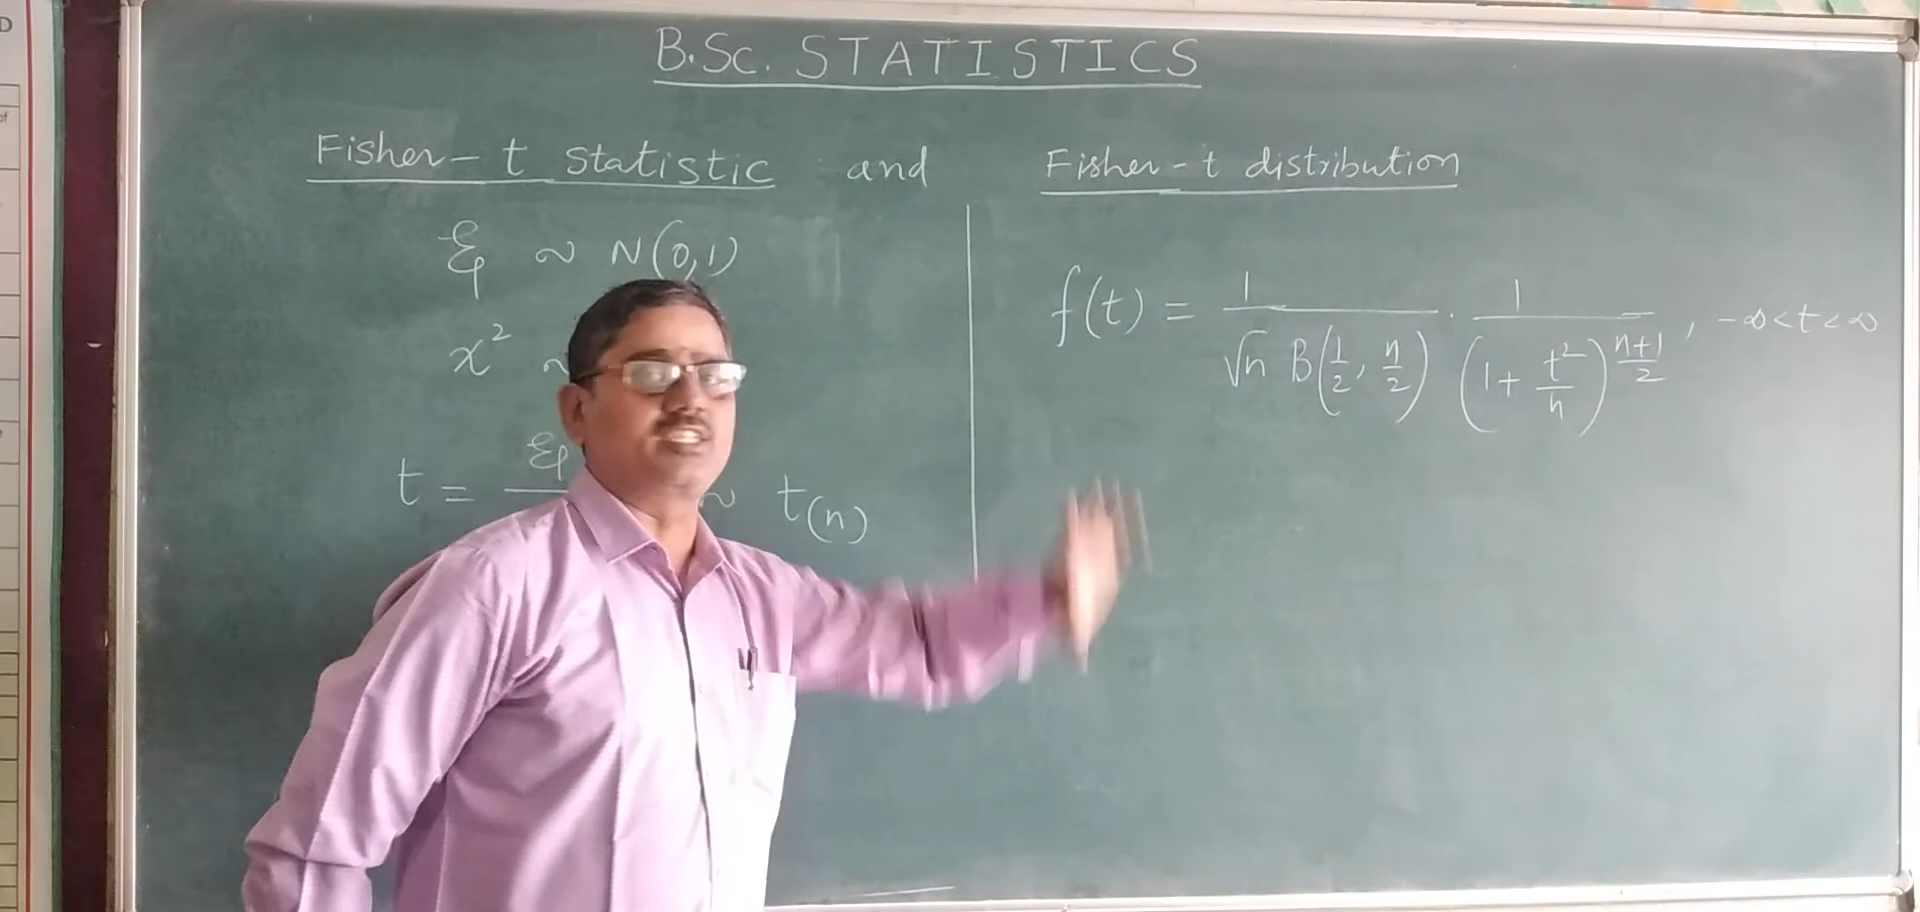 B.Sc. STATISTICS
Fisher - t statistic and Fisher - t distribution
ξ ~ N(0,1)
χ² ~
t = ξ ~ t(n)
f(t) = 1/(√n B(1/2, n/2)) · 1/(1 + t²/n)^((n+1)/2), -∞ < t < ∞